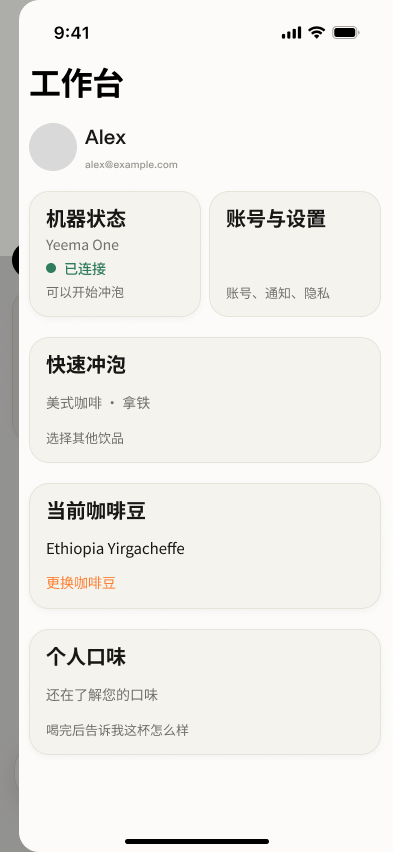 9:41
工作台
Alex
alex@example.com
机器状态
Yeema One
已连接
可以开始冲泡
账号与设置
账号、通知、隐私
快速冲泡
美式咖啡 · 拿铁
选择其他饮品
当前咖啡豆
Ethiopia Yirgacheffe
更换咖啡豆
个人口味
还在了解您的口味
喝完后告诉我这杯怎么样